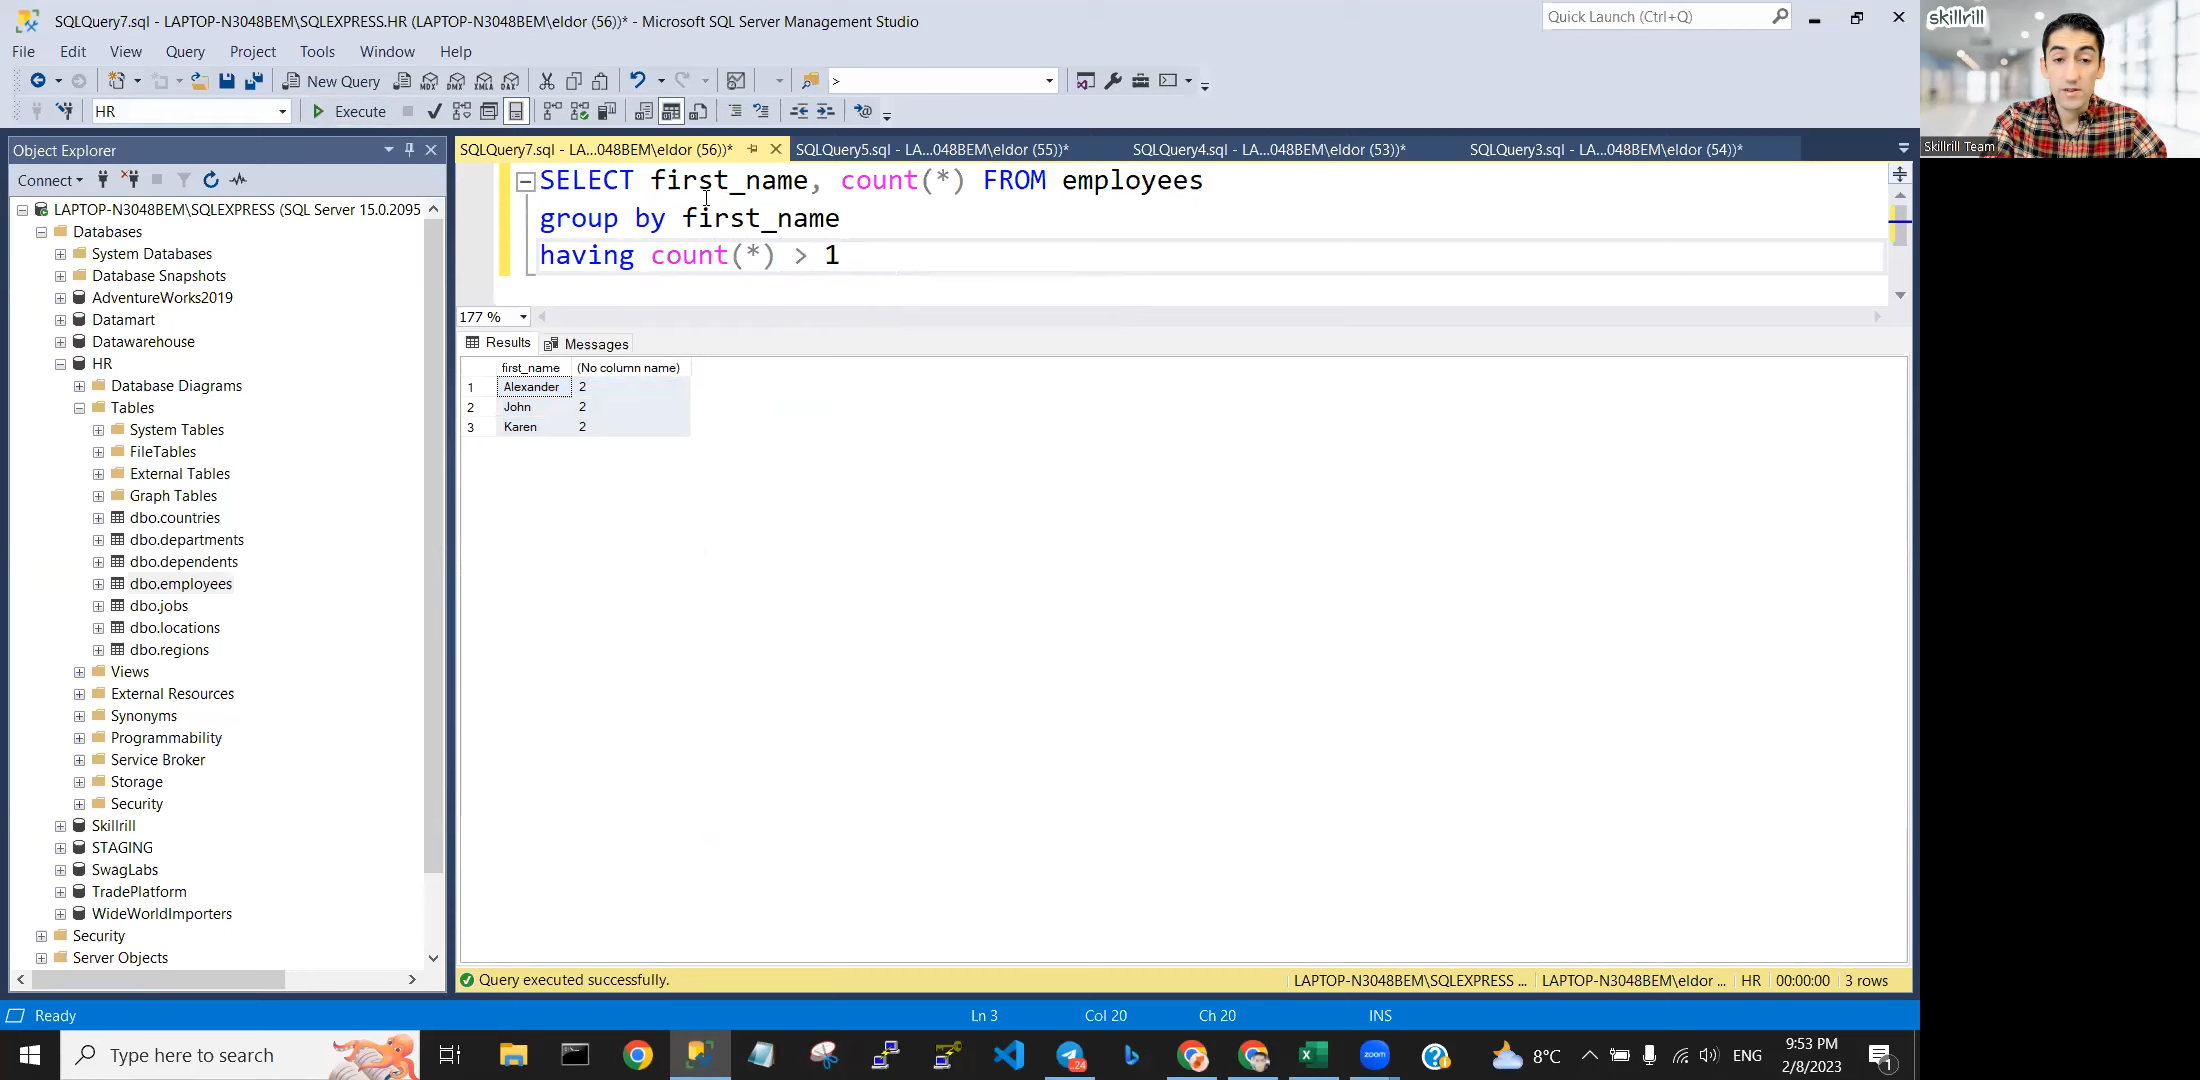 SQLQuery7.sql - LAPTOP-N3048BEM\SQLEXPRESS.HR (LAPTOP-N3048BEM\eldor (56))* - Microsoft SQL Server Management Studio
Quick Launch (Ctrl+Q)
File Edit View Query Project Tools Window Help
New Query
MDX DMX XMLA DAX
>
HR
Execute
Object Explorer
Connect
LAPTOP-N3048BEM\SQLEXPRESS (SQL Server 15.0.2095
Databases
System Databases
Database Snapshots
AdventureWorks2019
Datamart
Datawarehouse
HR
Database Diagrams
Tables
System Tables
FileTables
External Tables
Graph Tables
dbo.countries
dbo.departments
dbo.dependents
dbo.employees
dbo.jobs
dbo.locations
dbo.regions
Views
External Resources
Synonyms
Programmability
Service Broker
Storage
Security
Skillrill
STAGING
SwagLabs
TradePlatform
WideWorldImporters
Security
Server Objects
SQLQuery7.sql - LA...048BEM\eldor (56))*
SQLQuery5.sql - LA...048BEM\eldor (55))*
SQLQuery4.sql - LA...048BEM\eldor (53))*
SQLQuery3.sql - LA...048BEM\eldor (54))*
SELECT first_name, count(*) FROM employees
group by first_name
having count(*) > 1
177 %
Results Messages
first_name (No column name)
1 Alexander 2
2 John 2
3 Karen 2
Query executed successfully.
LAPTOP-N3048BEM\SQLEXPRESS ... LAPTOP-N3048BEM\eldor ... HR 00:00:00 3 rows
Ready
Ln 3 Col 20 Ch 20 INS
Type here to search
24
zoom
8°C
ENG
9:53 PM
2/8/2023
1
skillrill
Skillrill Team